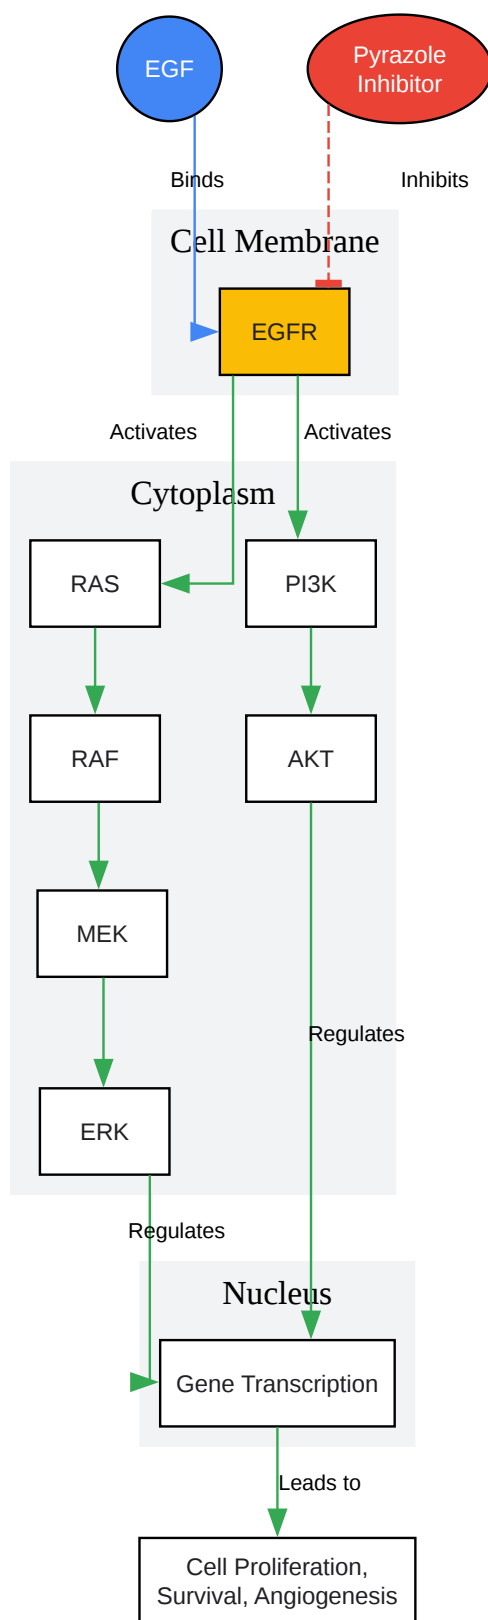 EGF
Pyrazole
Inhibitor
Binds
Inhibits
Cell Membrane
EGFR
Activates
Activates
Cytoplasm
RAS
PI3K
RAF
AKT
MEK
Regulates
ERK
Regulates
Nucleus
Gene Transcription
Leads to
Cell Proliferation,
Survival, Angiogenesis